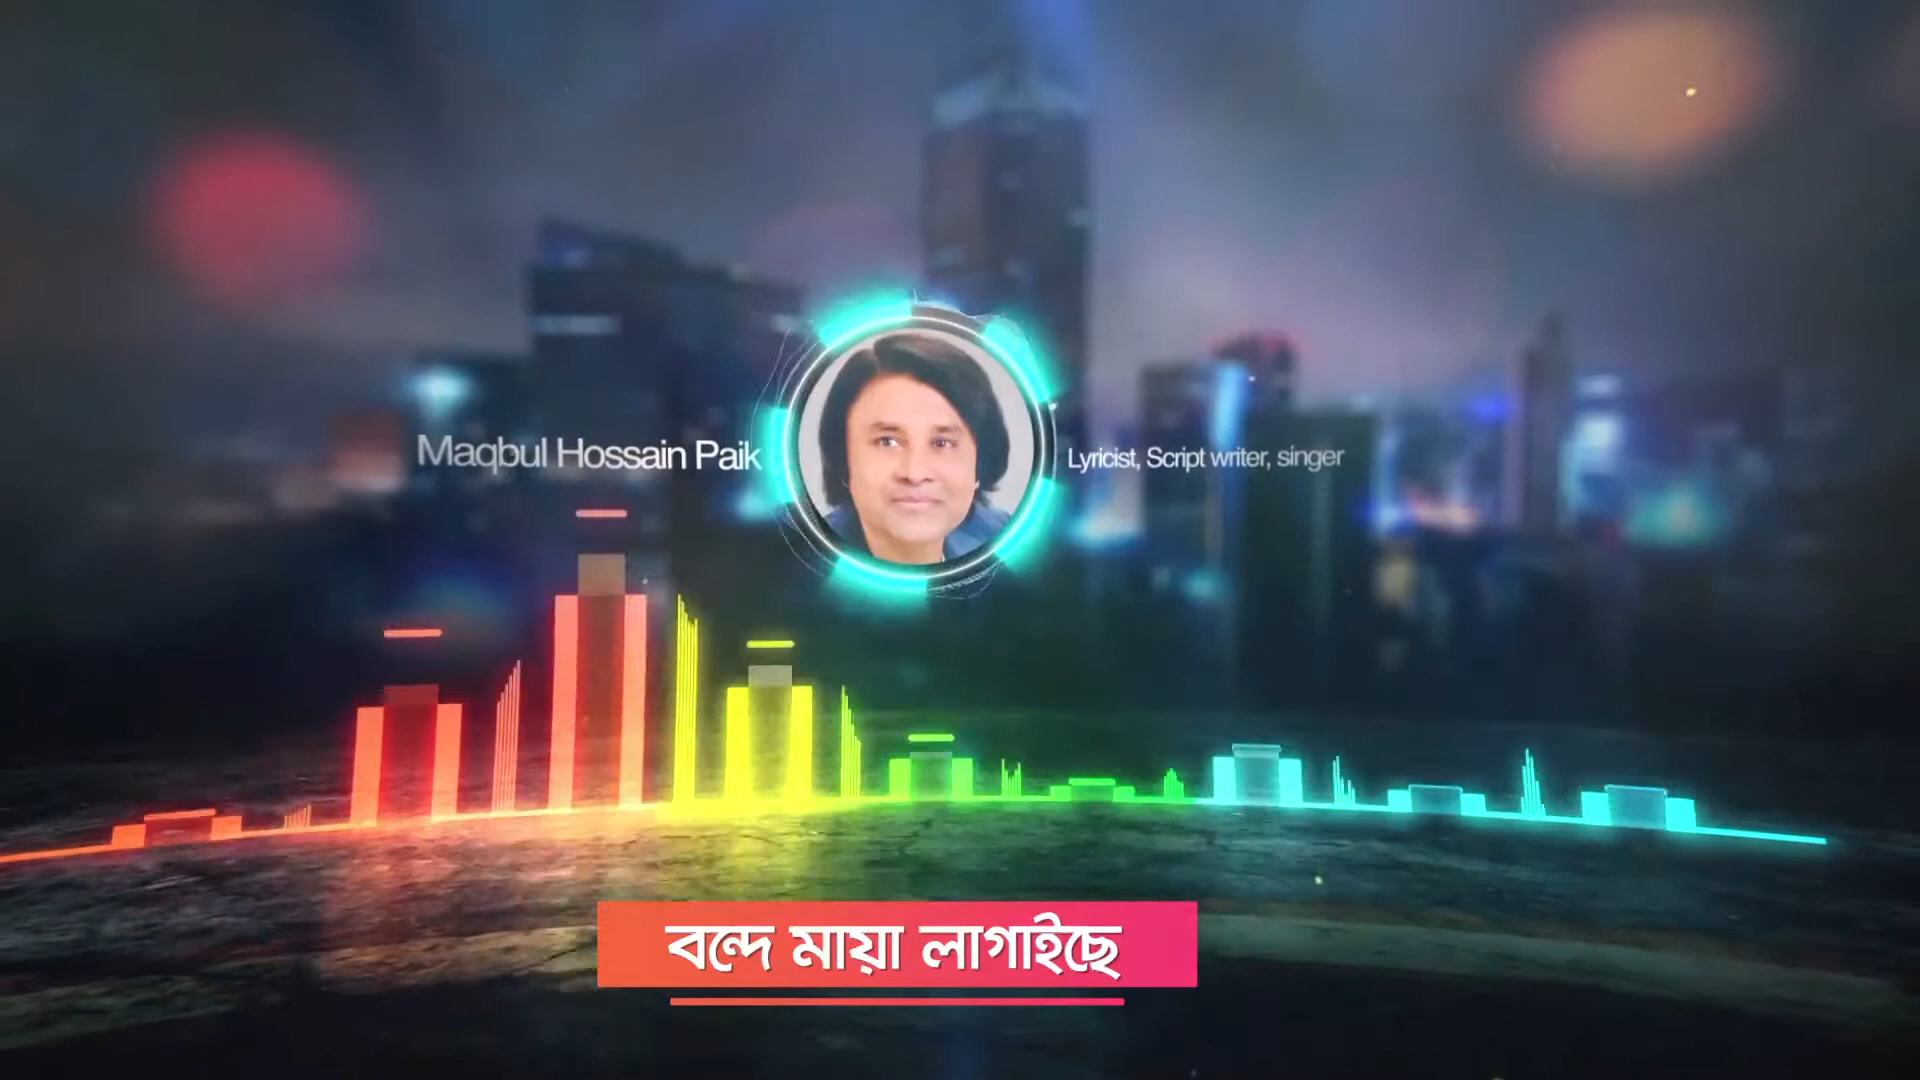 Maqbul Hossain Paik
Lyricist, Script writer, singer
বন্দে মায়া লাগাইছে